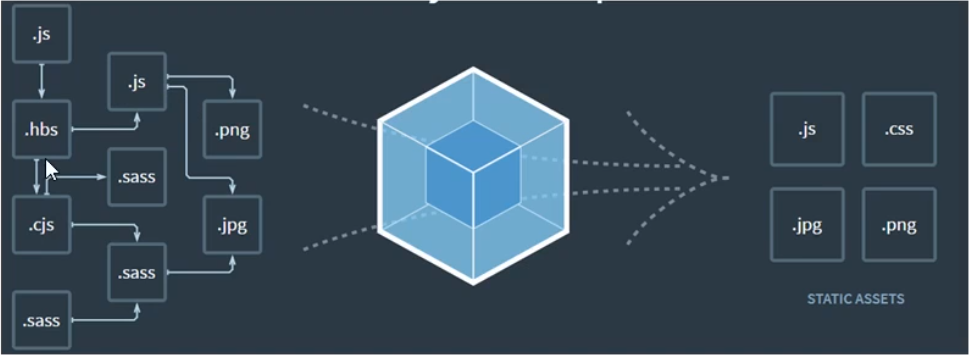 .js
.js
.hbs
.png
.sass
.cjs
.jpg
.sass
.sass
.js
.css
.jpg
.png
STATIC ASSETS